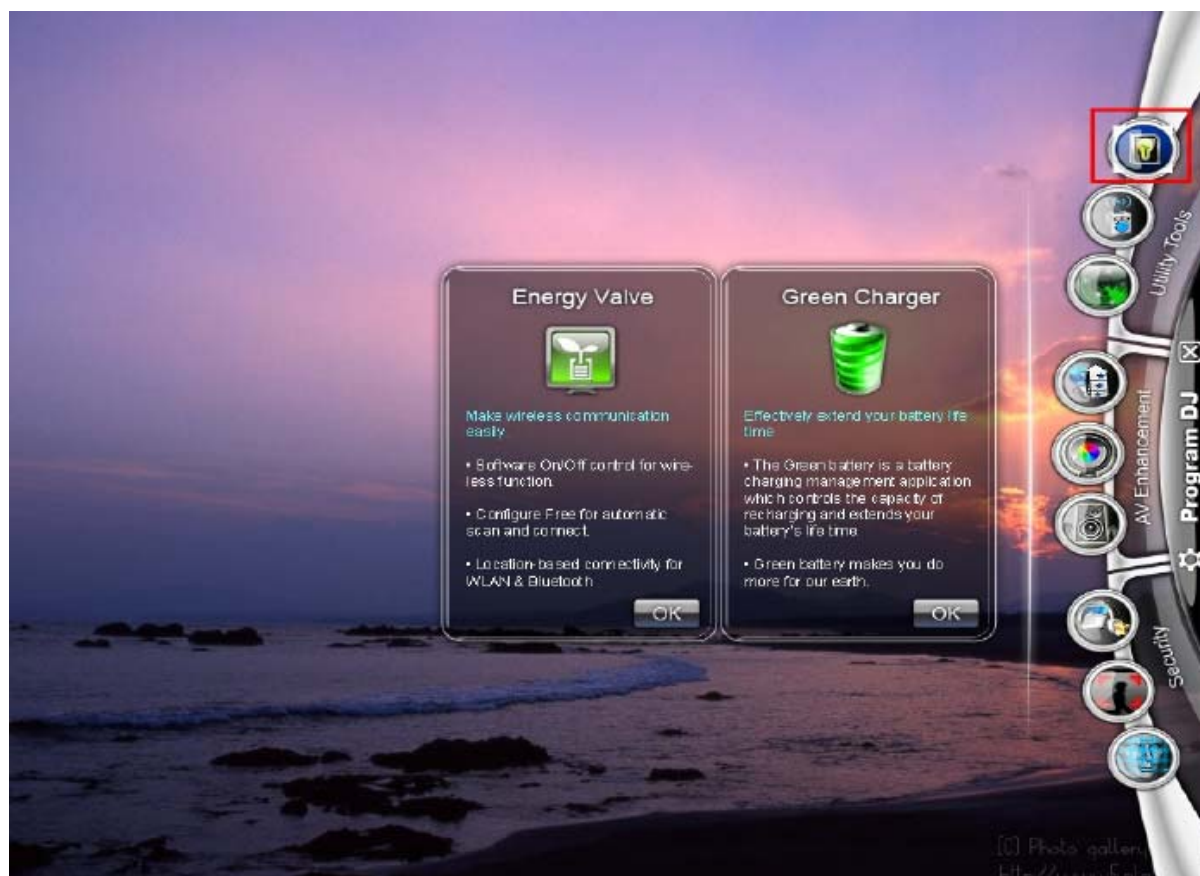 Energy Valve
Make wireless communication
easily
• Software On/Off control for wire-
less function.
• Configure Free for automatic
scan and connect.
• Location-based connectivity for
WLAN & Bluetooth
OK
Green Charger
Effectively extend your battery life
time
• The Green battery is a battery
charging management application
which controls the capacity of
recharging and extends your
battery's life time
• Green battery makes you do
more for our earth.
OK
Utility Tools
AV Enhancement
Program DJ
Security
(C) Photo gallery